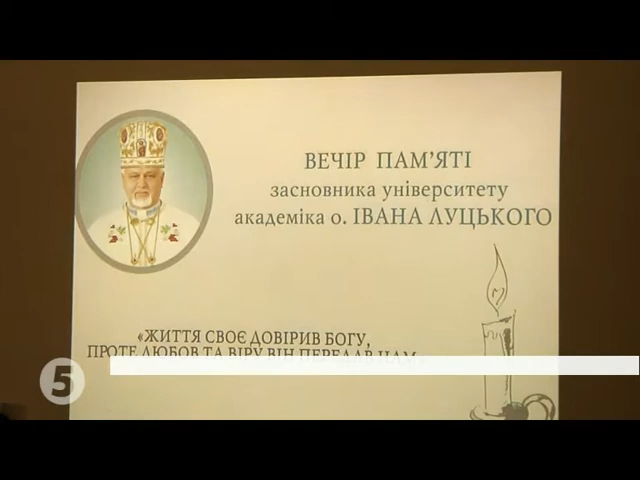 ВЕЧІР ПАМ’ЯТІ
засновника університету
академіка о. ІВАНА ЛУЦЬКОГО
«ЖИТТЯ СВОЄ ДОВІРИВ БОГУ,
ПРОТЕ ЛЮБОВ ТА ВІРУ ВІН ПЕРЕДАВ НАМ»
5